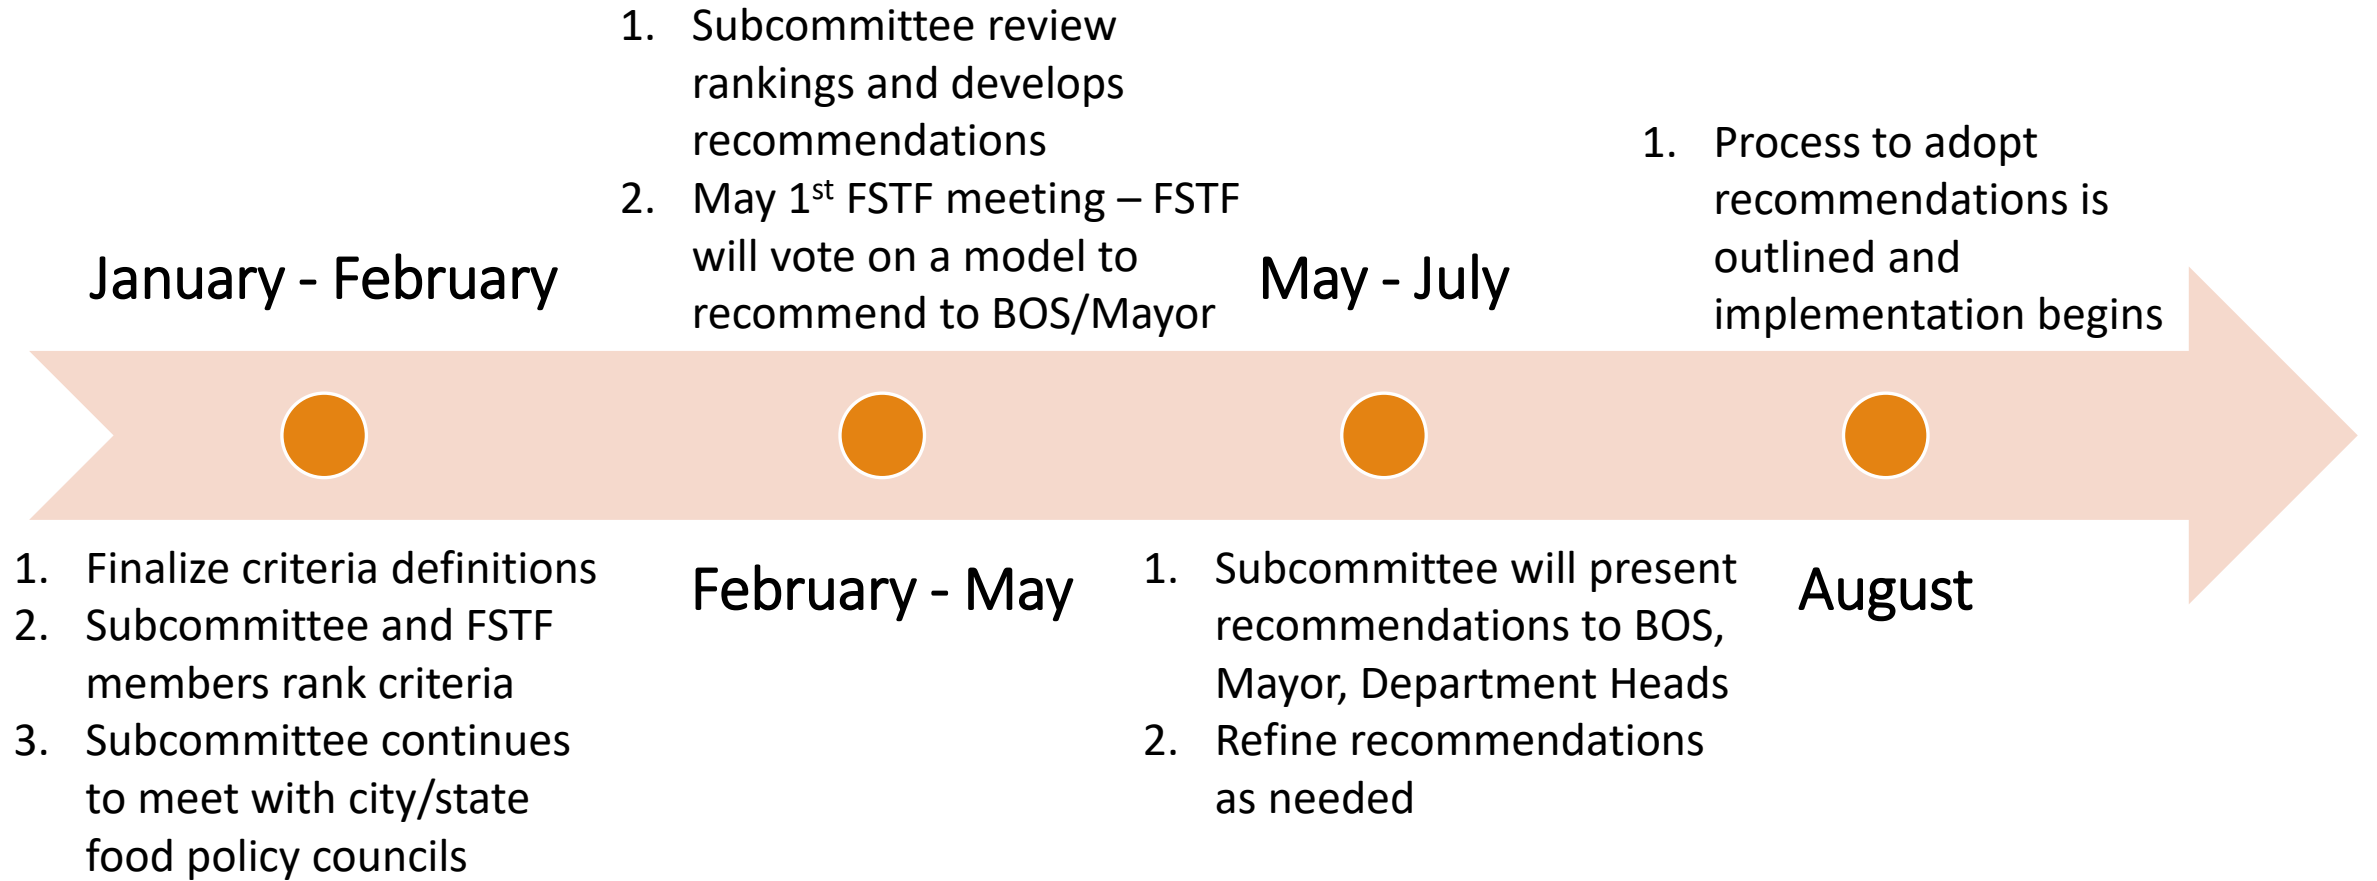 January - February
1. Finalize criteria definitions
2. Subcommittee and FSTF
members rank criteria
3. Subcommittee continues
to meet with city/state
food policy councils
1. Subcommittee review
rankings and develops
recommendations
2. May 1st FSTF meeting – FSTF
will vote on a model to
recommend to BOS/Mayor
February - May
May - July
1. Subcommittee will present
recommendations to BOS,
Mayor, Department Heads
2. Refine recommendations
as needed
1. Process to adopt
recommendations is
outlined and
implementation begins
August